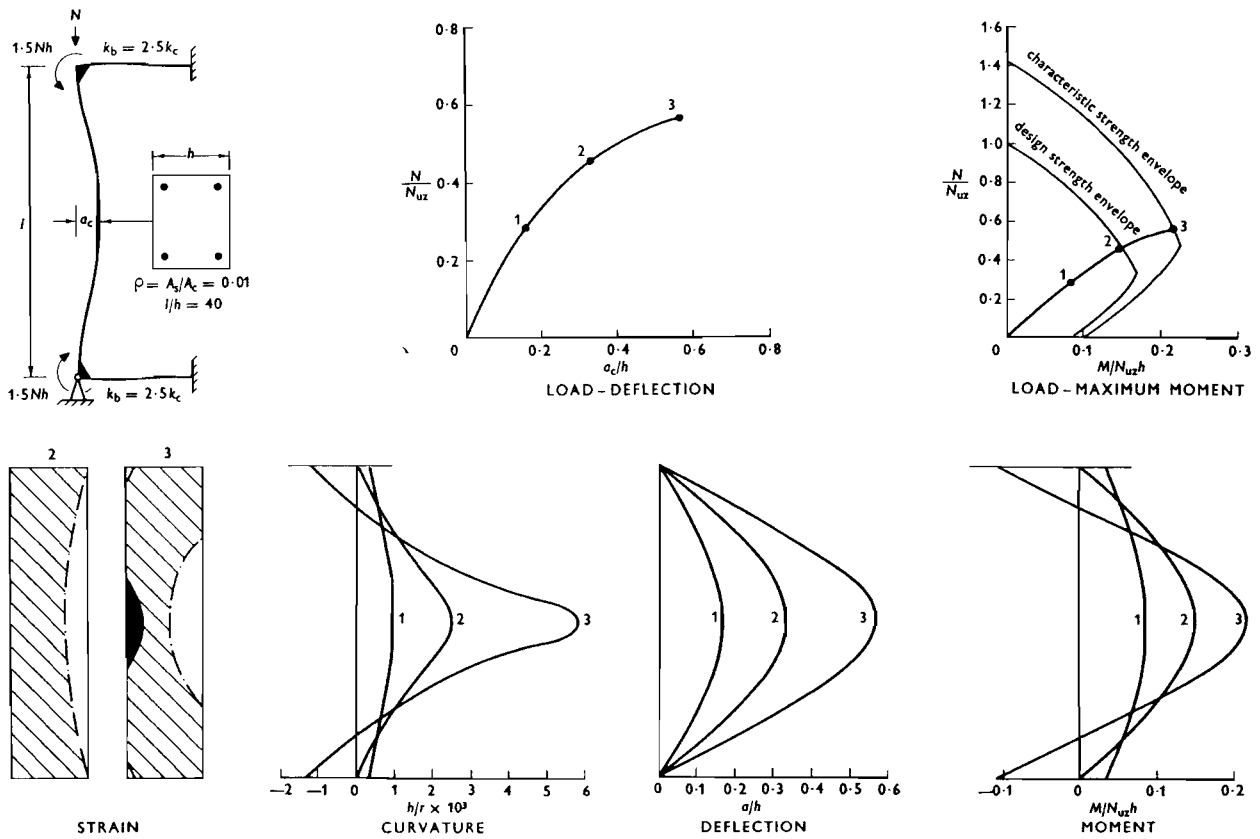 N
1·5Nh
k_b = 2·5k_c
l
a_c
h
ρ = A_s/A_c = 0·01
l/h = 40
1·5Nh
k_b = 2·5k_c
0·8
0·6
0·4
0·2
0
N/N_uz
1
2
3
0·2
0·4
0·6
0·8
a_c/h
LOAD – DEFLECTION
1·6
1·4
1·2
1·0
0·8
0·6
0·4
0·2
0
N/N_uz
characteristic strength envelope
design strength envelope
1
2
3
0·1
0·2
0·3
M/N_uz h
LOAD – MAXIMUM MOMENT
2
3
STRAIN
1
2
3
−2
−1
0
1
2
3
4
5
6
h/r × 10³
CURVATURE
1
2
3
0
0·1
0·2
0·3
0·4
0·5
0·6
a/h
DEFLECTION
1
2
3
−0·1
0
0·1
0·2
M/N_uz h
MOMENT